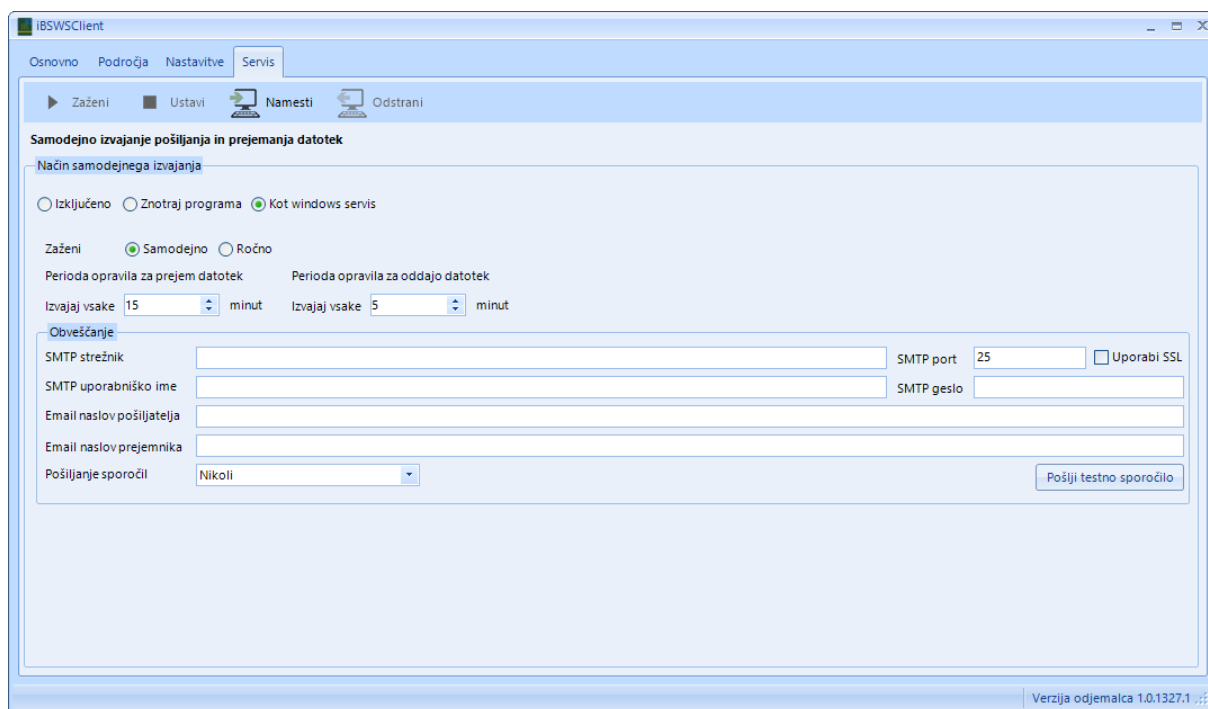 iBSWSClient
Osnovno Področja Nastavitve Servis
Zaženi Ustavi Namesti Odstrani
Samodejno izvajanje pošiljanja in prejemanja datotek
Način samodejnega izvajanja
Izključeno Znotraj programa Kot windows servis
Zaženi Samodejno Ročno
Perioda opravila za prejem datotek Perioda opravila za oddajo datotek
Izvajaj vsake 15 minut Izvajaj vsake 5 minut
Obveščanje
SMTP strežnik SMTP port 25 Uporabi SSL
SMTP uporabniško ime SMTP geslo
Email naslov pošiljatelja
Email naslov prejemnika
Pošiljanje sporočil Nikoli Pošlji testno sporočilo
Verzija odjemalca 1.0.1327.1